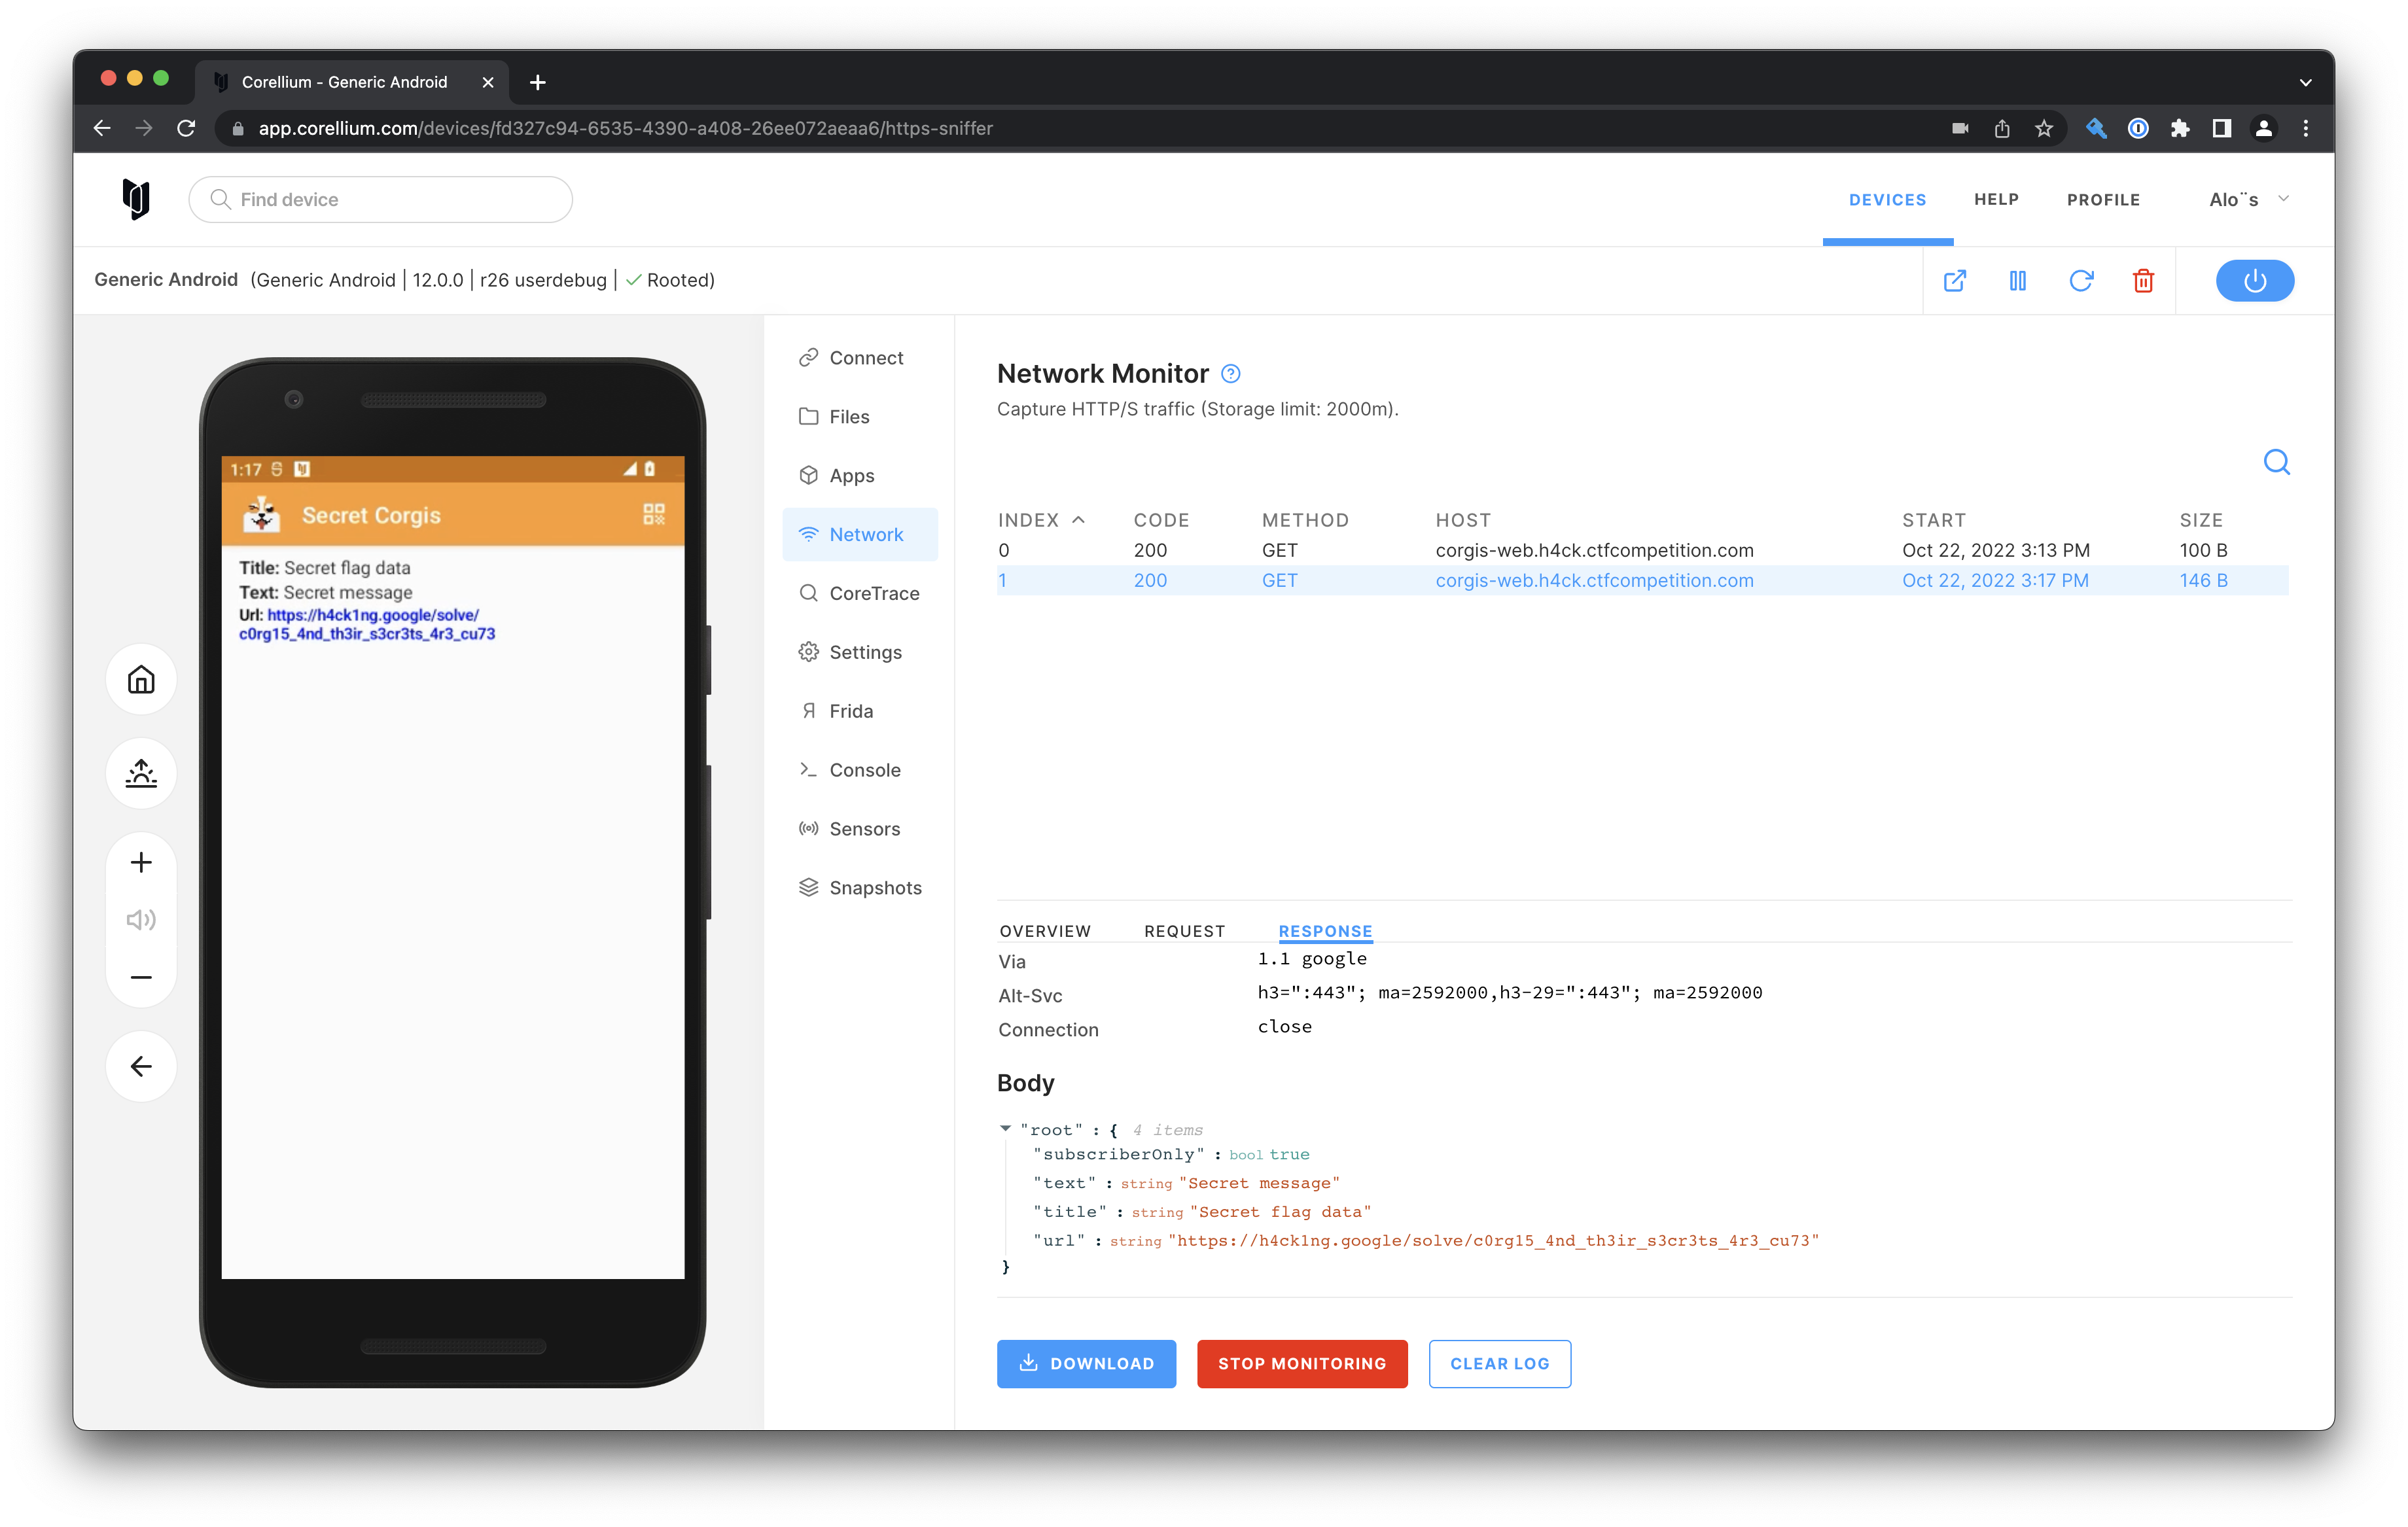 Corellium - Generic Android
app.corellium.com/devices/fd327c94-6535-4390-a408-26ee072aeaa6/https-sniffer
Find device
DEVICES
HELP
PROFILE
Alo¨s
Generic Android (Generic Android | 12.0.0 | r26 userdebug | ✓ Rooted)
1:17
Secret Corgis
Title: Secret flag data
Text: Secret message
Url: https://h4ck1ng.google/solve/
c0rg15_4nd_th3ir_s3cr3ts_4r3_cu73
Connect
Files
Apps
Network
CoreTrace
Settings
Frida
Console
Sensors
Snapshots
Network Monitor ?
Capture HTTP/S traffic (Storage limit: 2000m).
INDEX CODE METHOD HOST START SIZE
0 200 GET corgis-web.h4ck.ctfcompetition.com Oct 22, 2022 3:13 PM 100 B
1 200 GET corgis-web.h4ck.ctfcompetition.com Oct 22, 2022 3:17 PM 146 B
OVERVIEW REQUEST RESPONSE
Via 1.1 google
Alt-Svc h3=":443"; ma=2592000,h3-29=":443"; ma=2592000
Connection close
Body
"root" : { 4 items
"subscriberOnly" : bool true
"text" : string "Secret message"
"title" : string "Secret flag data"
"url" : string "https://h4ck1ng.google/solve/c0rg15_4nd_th3ir_s3cr3ts_4r3_cu73"
}
DOWNLOAD
STOP MONITORING
CLEAR LOG